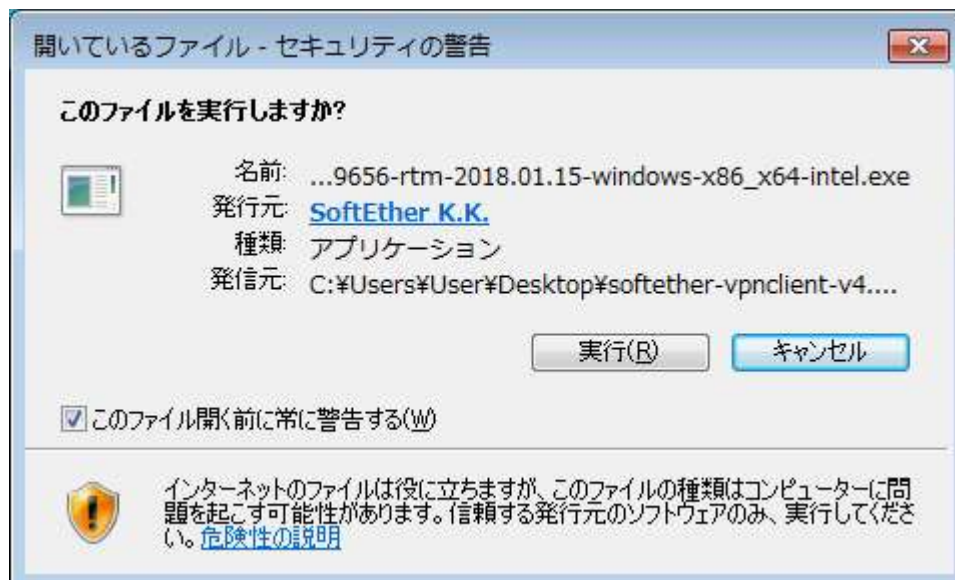 開いているファイル - セキュリティの警告
このファイルを実行しますか?
名前: ...9656-rtm-2018.01.15-windows-x86_x64-intel.exe
発行元: SoftEther K.K.
種類: アプリケーション
発信元: C:¥Users¥User¥Desktop¥softether-vpnclient-v4....
実行(R) キャンセル
このファイル開く前に常に警告する(W)
インターネットのファイルは役に立ちますが、このファイルの種類はコンピューターに問
題を起こす可能性があります。信頼する発行元のソフトウェアのみ、実行してくださ
い。危険性の説明